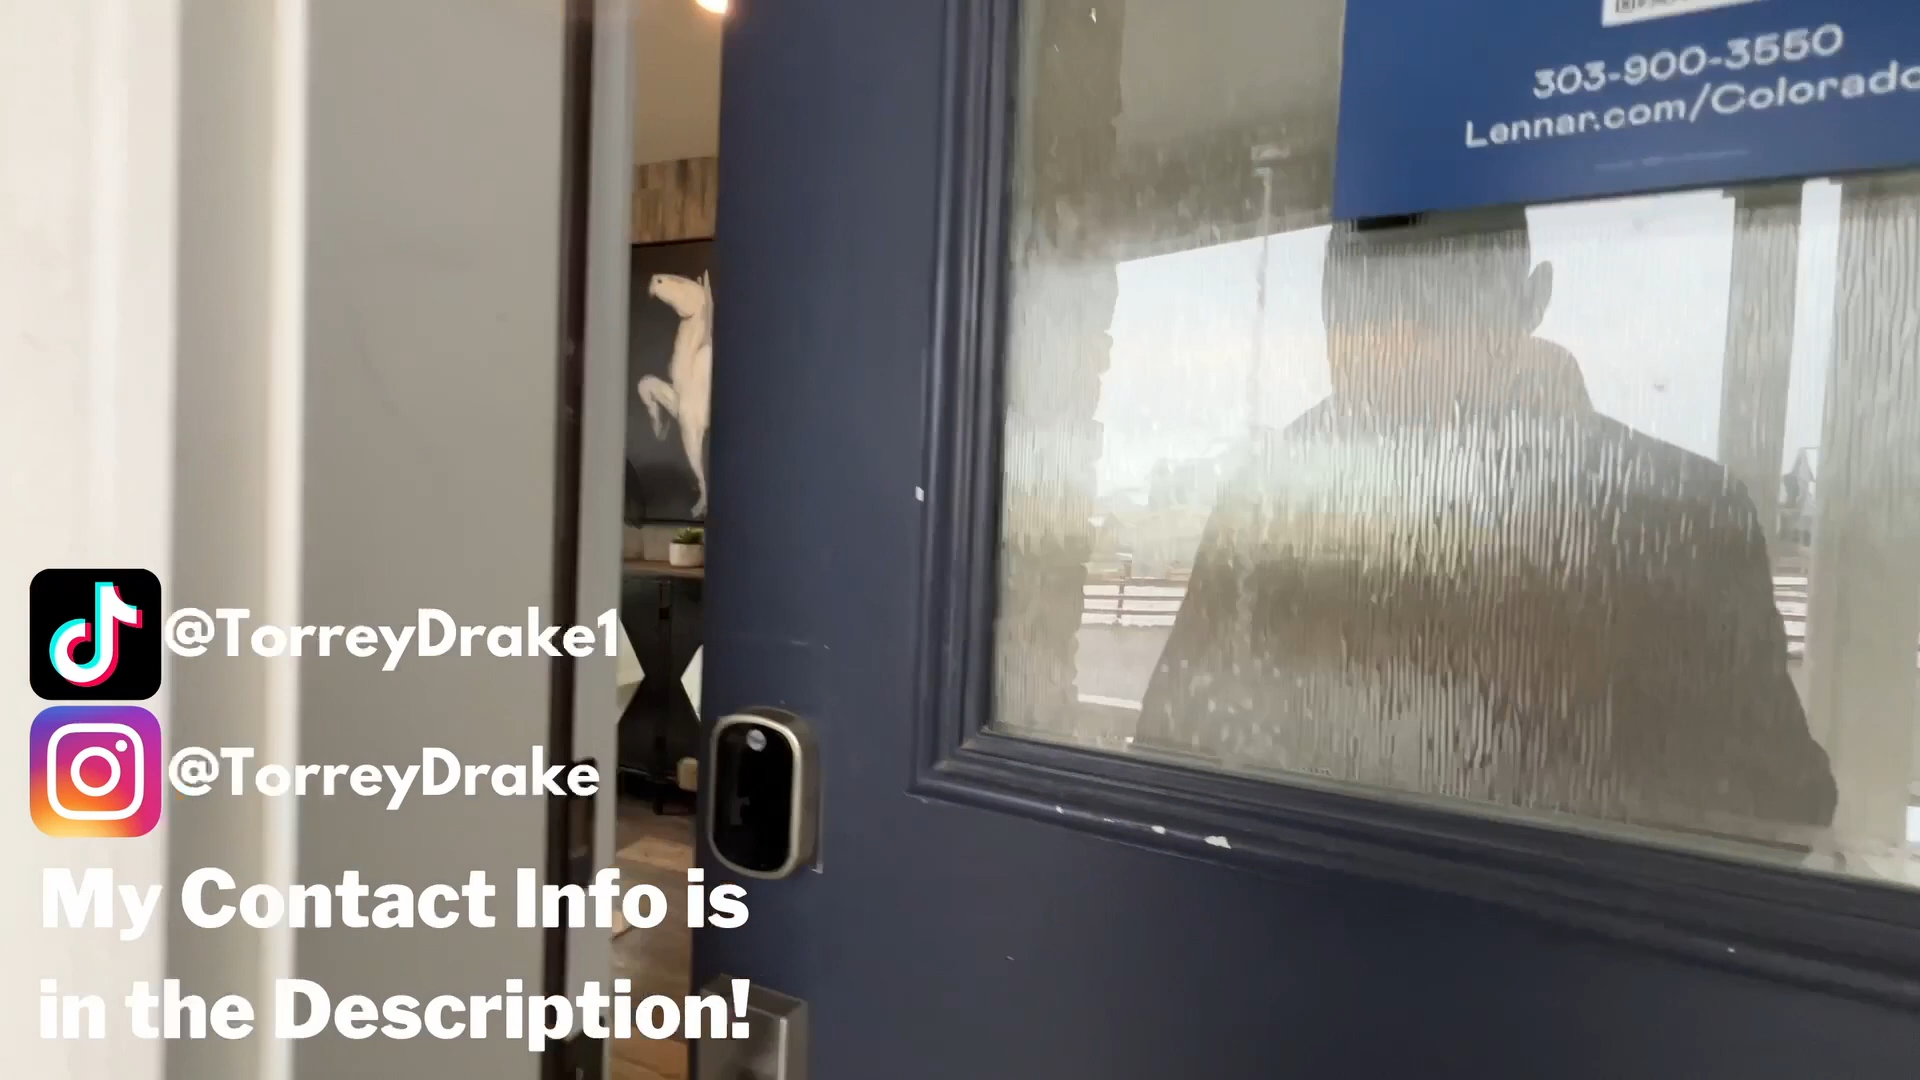 303-900-3550
Lennar.com/Colorado
@TorreyDrake1
@TorreyDrake
My Contact Info is
in the Description!